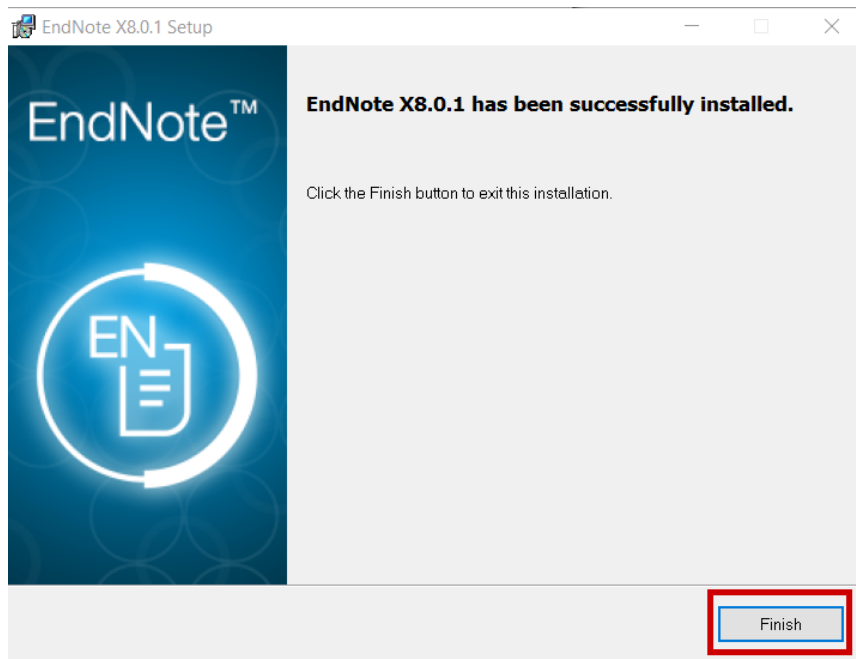 EndNote X8.0.1 Setup
EndNote™
EndNote X8.0.1 has been successfully installed.
Click the Finish button to exit this installation.
EN
Finish